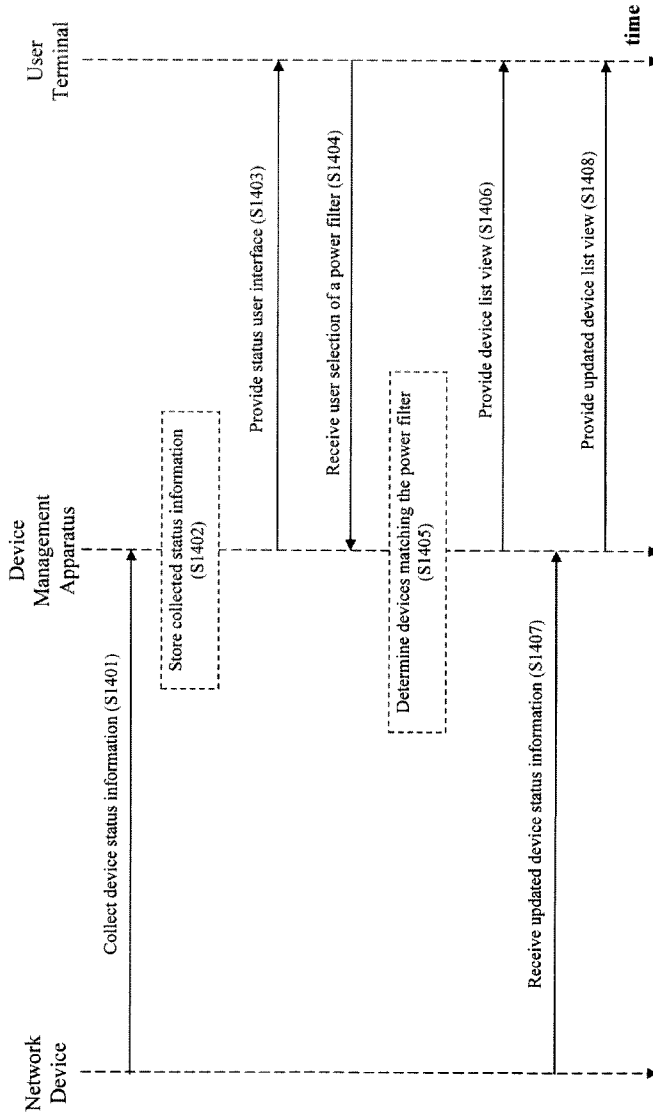 Network
Device
Device
Management
Apparatus
User
Terminal
Collect device status information (S1401)
Store collected status information
(S1402)
Provide status user interface (S1403)
Receive user selection of a power filter (S1404)
Determine devices matching the power filter
(S1405)
Provide device list view (S1406)
Receive updated device status information (S1407)
Provide updated device list view (S1408)
time